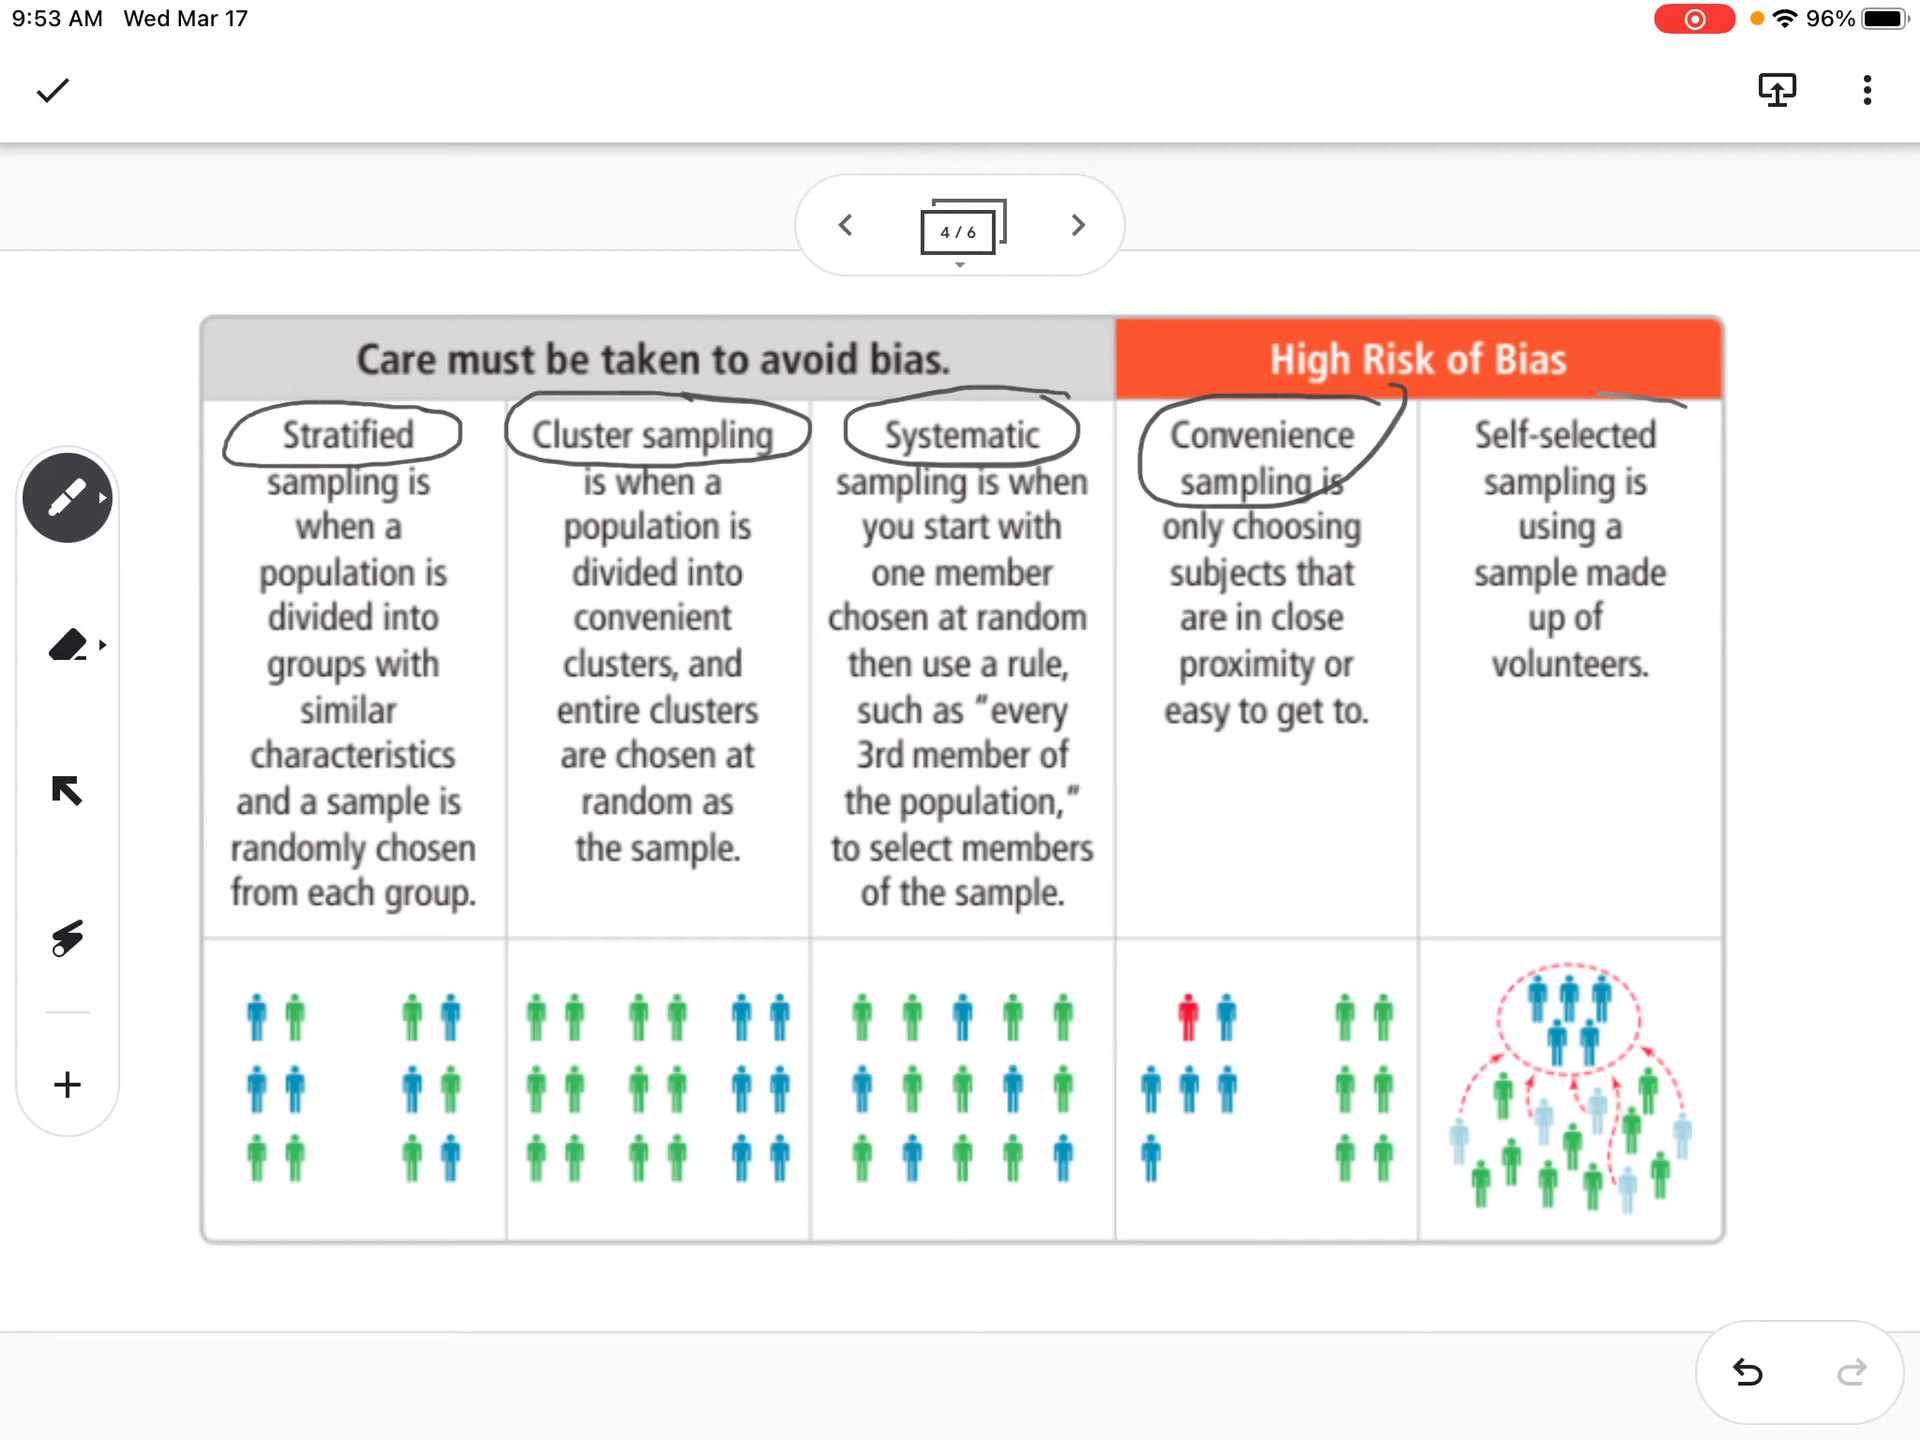 9:53 AM Wed Mar 17
96%
4 / 6
Care must be taken to avoid bias.
High Risk of Bias
Stratified
sampling is
when a
population is
divided into
groups with
similar
characteristics
and a sample is
randomly chosen
from each group.
Cluster sampling
is when a
population is
divided into
convenient
clusters, and
entire clusters
are chosen at
random as
the sample.
Systematic
sampling is when
you start with
one member
chosen at random
then use a rule,
such as “every
3rd member of
the population,”
to select members
of the sample.
Convenience
sampling is
only choosing
subjects that
are in close
proximity or
easy to get to.
Self-selected
sampling is
using a
sample made
up of
volunteers.